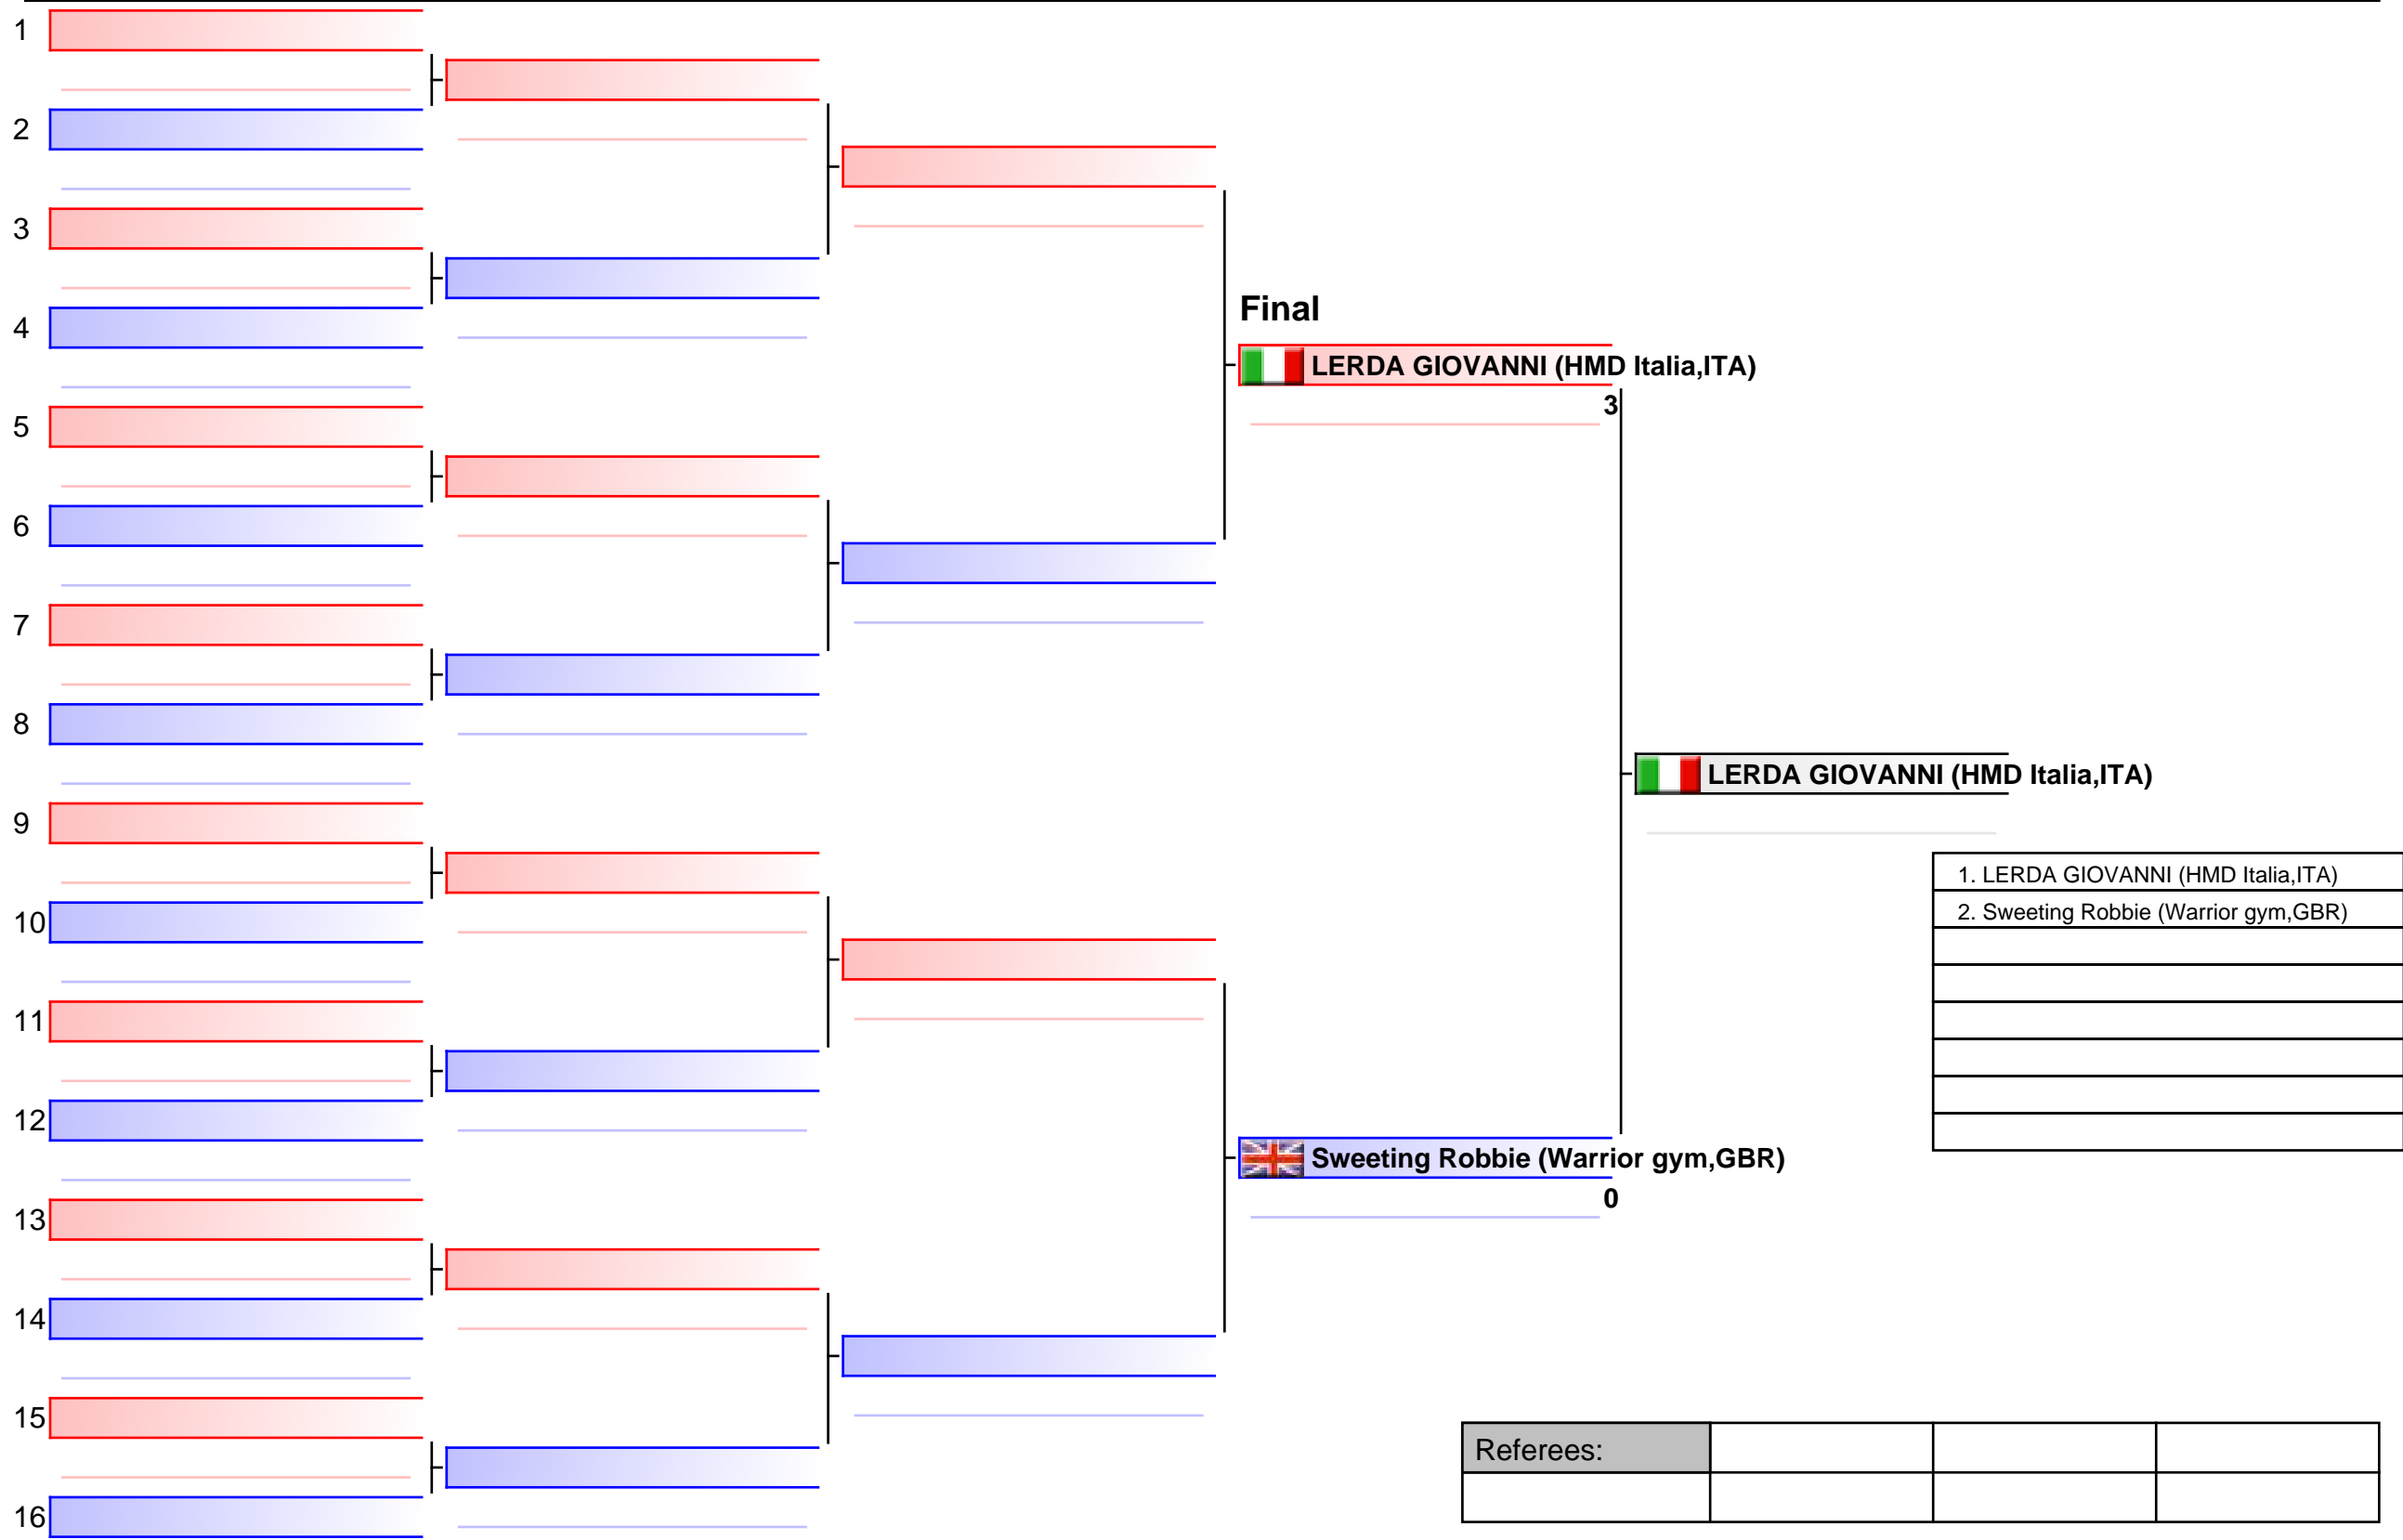 1
2
3
4
5
6
7
8
9
10
11
12
13
14
15
16
Final
LERDA GIOVANNI (HMD Italia,ITA)
3
Sweeting Robbie (Warrior gym,GBR)
0
LERDA GIOVANNI (HMD Italia,ITA)
1. LERDA GIOVANNI (HMD Italia,ITA)
2. Sweeting Robbie (Warrior gym,GBR)
Referees: